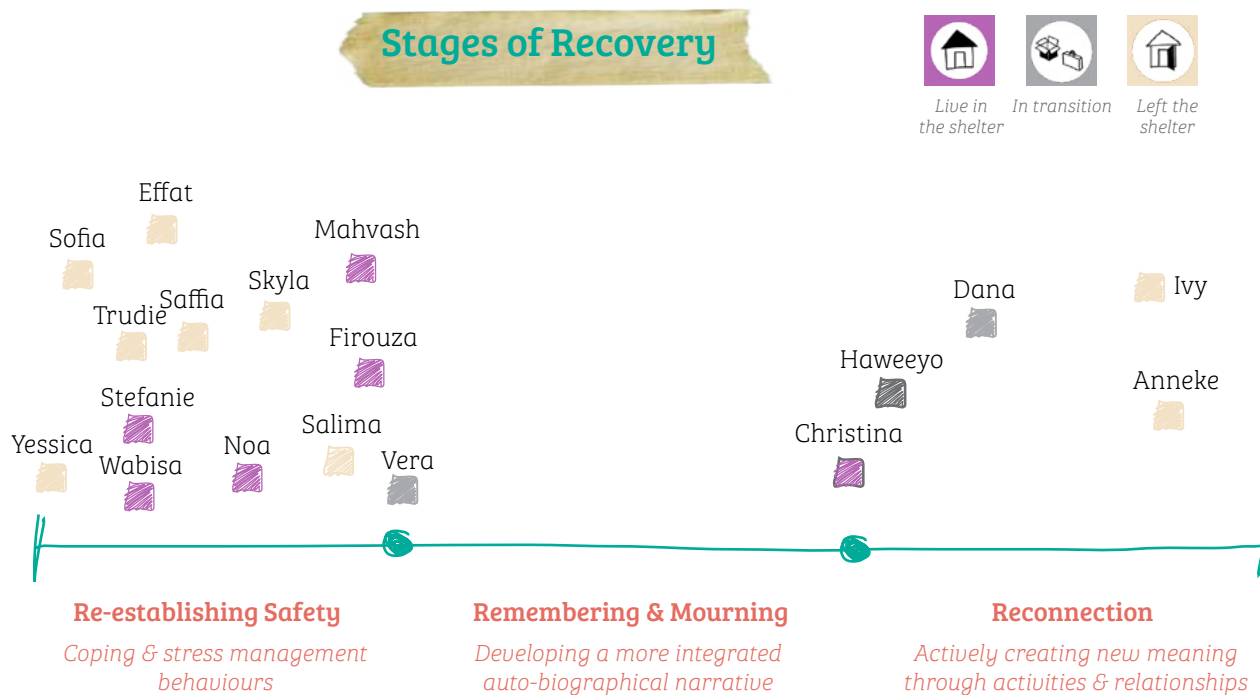 Stages of Recovery
Live in
the shelter
In transition
Left the
shelter
Effat
Sofia
Mahvash
Skyla
Saffia
Trudie
Dana
Ivy
Firouza
Haweeyo
Anneke
Stefanie
Salima
Christina
Yessica
Noa
Wabisa
Vera
Re-establishing Safety
Coping & stress management
behaviours
Remembering & Mourning
Developing a more integrated
auto-biographical narrative
Reconnection
Actively creating new meaning
through activities & relationships